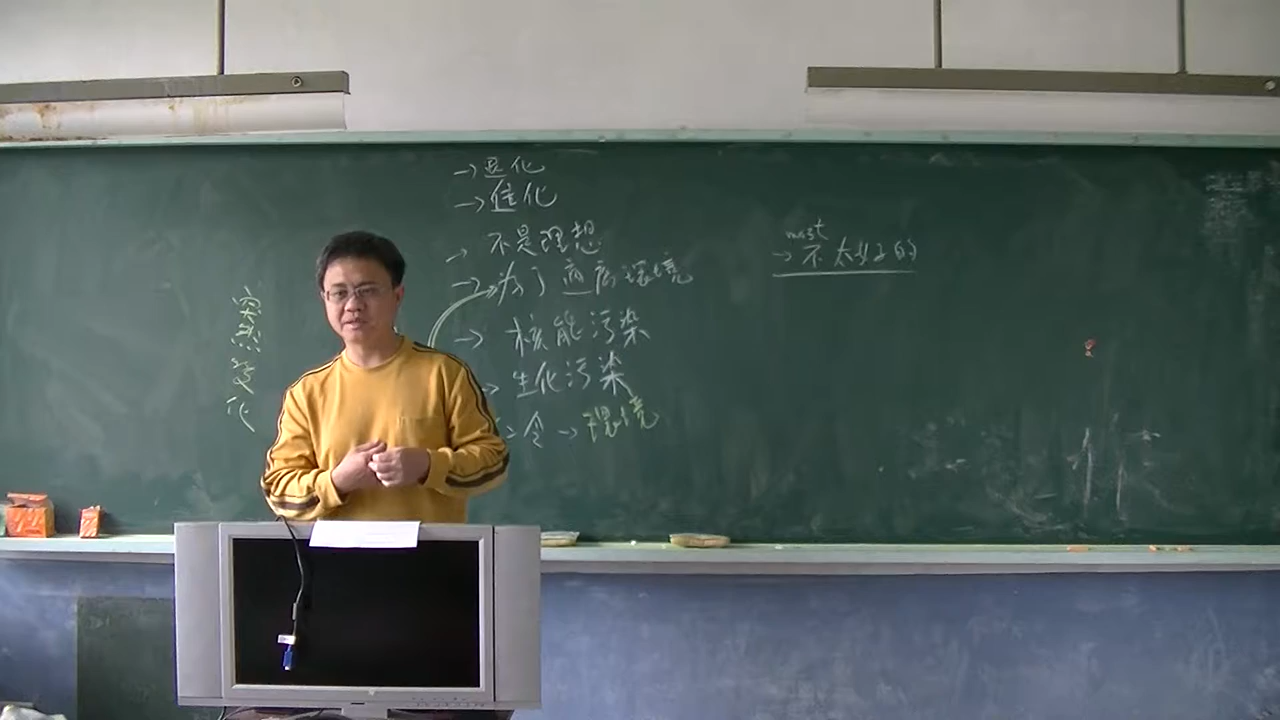 突然變化
→退化
→進化
→不是理想
→為了適應環境
→核能污染
→生化污染
令→環境
most
→不太好的